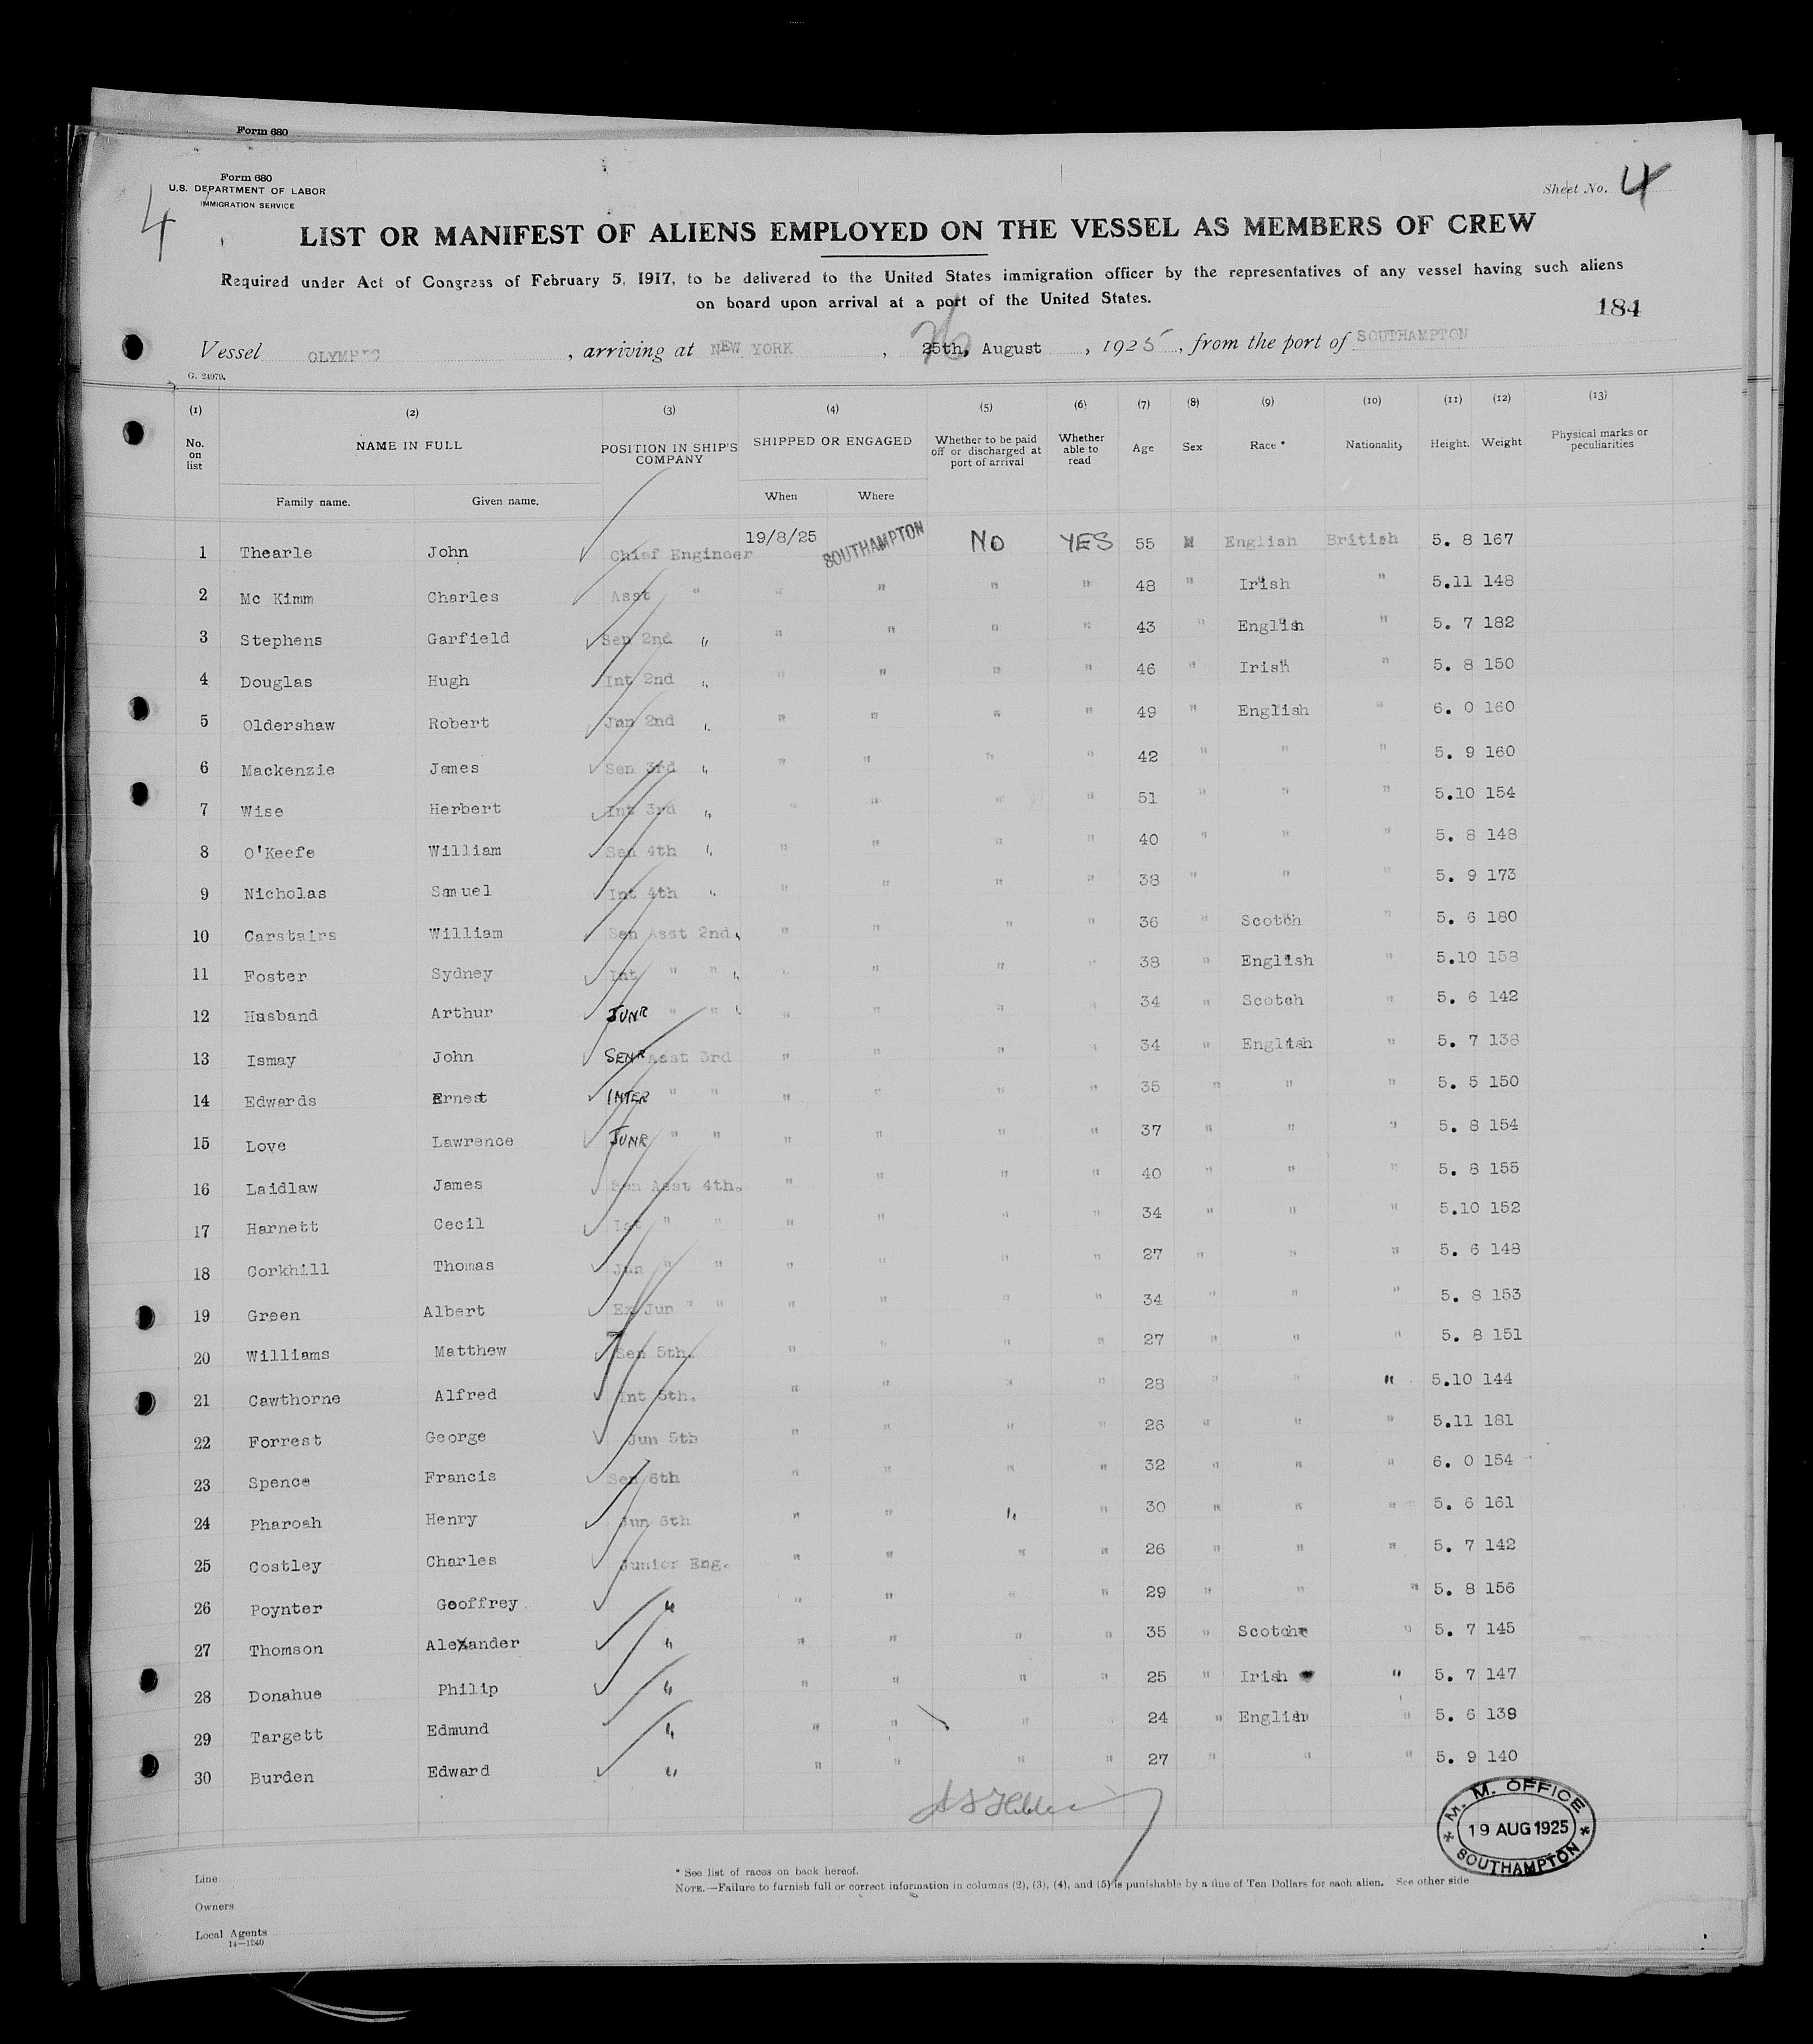 Form 680
Form 680
U.S. DEPARTMENT OF LABOR
IMMIGRATION SERVICE
4
Sheet No. 4
LIST OR MANIFEST OF ALIENS EMPLOYED ON THE VESSEL AS MEMBERS OF CREW
Required under Act of Congress of February 5, 1917, to be delivered to the United States immigration officer by the representatives of any vessel having such aliens
on board upon arrival at a port of the United States.
184
Vessel OLYMPIC , arriving at NEW YORK , 25th, 26 August , 1925 , from the port of SOUTHAMPTON
G. 24979.
(1) (2) (3) (4) (5) (6) (7) (8) (9) (10) (11) (12) (13)
No. on list NAME IN FULL POSITION IN SHIP'S COMPANY SHIPPED OR ENGAGED Whether to be paid off or discharged at port of arrival Whether able to read Age Sex Race * Nationality Height. Weight Physical marks or peculiarities
Family name. Given name. When Where
1 Thearle John Chief Engineer 19/8/25 SOUTHAMPTON No YES 55 M English British 5. 8 167
2 Mc Kimm Charles Asst " " " " " 48 " Irish " 5.11 148
3 Stephens Garfield Sen 2nd " " " " " 43 " English " 5. 7 182
4 Douglas Hugh Int 2nd " " " " " 46 " Irish " 5. 8 150
5 Oldershaw Robert Jun 2nd " " " " " 49 " English " 6. 0 160
6 Mackenzie James Sen 3rd " " " " " 42 " " " 5. 9 160
7 Wise Herbert Int 3rd " " " " " 51 " " " 5.10 154
8 O'Keefe William Sen 4th " " " " " 40 " " " 5. 8 148
9 Nicholas Samuel Int 4th " " " " " 38 " " " 5. 9 173
10 Carstairs William Sen Asst 2nd " " " " " 36 " Scotch " 5. 6 180
11 Foster Sydney Int " " " " " " " 38 " English " 5.10 158
12 Husband Arthur JUNR " " " " " " " 34 " Scotch " 5. 6 142
13 Ismay John SENR Asst 3rd " " " " 34 " English " 5. 7 138
14 Edwards Ernest INTER " " " " " " 35 " " " 5. 5 150
15 Love Lawrence JUNR " " " " " " 37 " " " 5. 8 154
16 Laidlaw James Sen Asst 4th. " " " " 40 " " " 5. 8 155
17 Harnett Cecil Int " " " " " " 34 " " " 5.10 152
18 Corkhill Thomas Jun " " " " " " 27 " " " 5. 6 148
19 Green Albert Ex Jun " " " " " " 34 " " " 5. 8 153
20 Williams Matthew Sen 5th. " " " " 27 " " " 5. 8 151
21 Cawthorne Alfred Int 5th. " " " " 28 " " " 5.10 144
22 Forrest George Jun 5th " " " " 26 " " " 5.11 181
23 Spence Francis Sen 6th " " " " 32 " " " 6. 0 154
24 Pharoah Henry Jun 6th " " " " 30 " " " 5. 6 161
25 Costley Charles Junior Eng. " " " " 26 " " " 5. 7 142
26 Poynter Geoffrey " " " " " 29 " " " 5. 8 156
27 Thomson Alexander " " " " " 35 " Scotch " 5. 7 145
28 Donahue Philip " " " " " 25 " Irish " 5. 7 147
29 Targett Edmund " " " " 24 " English " 5. 6 139
30 Burden Edward " " " " " 27 " " " 5. 9 140
M. M. OFFICE
19 AUG 1925
SOUTHAMPTON
Line
* See list of races on back hereof.
NOTE.—Failure to furnish full or correct information in columns (2), (3), (4), and (5) is punishable by a fine of Ten Dollars for each alien. See other side
Owners
Local Agents
14—1240